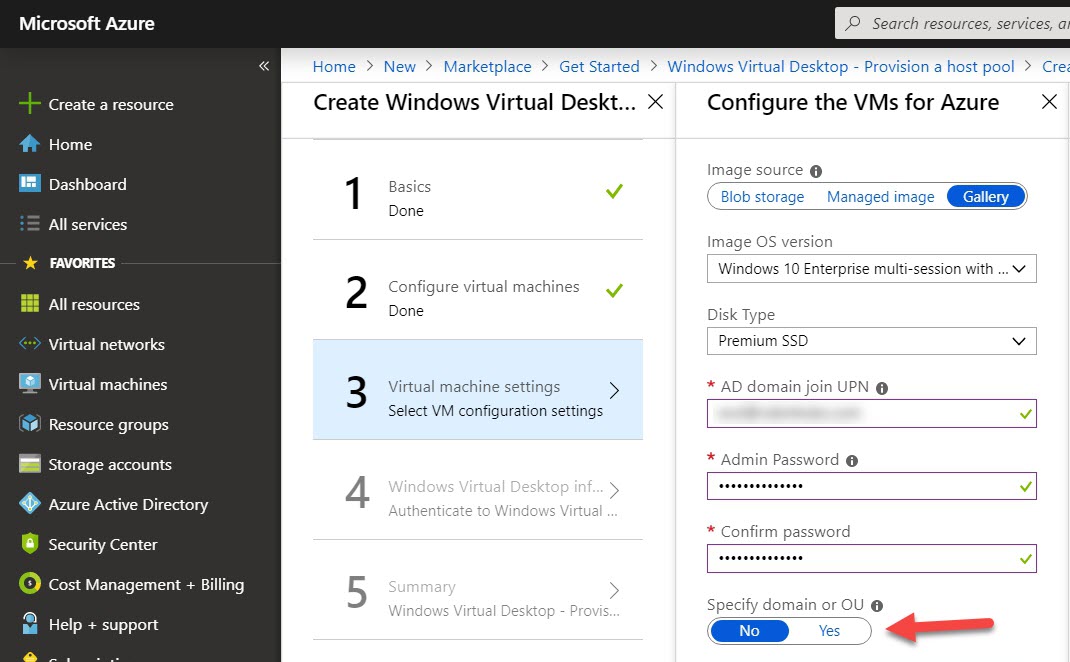 Microsoft Azure
Search resources, services, an
«
Home > New > Marketplace > Get Started > Windows Virtual Desktop - Provision a host pool > Crea
Create a resource
Home
Dashboard
All services
FAVORITES
All resources
Virtual networks
Virtual machines
Resource groups
Storage accounts
Azure Active Directory
Security Center
Cost Management + Billing
Help + support
Create Windows Virtual Deskt...
1 Basics
Done
2 Configure virtual machines
Done
3 Virtual machine settings
Select VM configuration settings
4 Windows Virtual Desktop inf...
Authenticate to Windows Virtual ...
5 Summary
Windows Virtual Desktop - Provis...
Configure the VMs for Azure
Image source
Blob storage Managed image Gallery
Image OS version
Windows 10 Enterprise multi-session with ...
Disk Type
Premium SSD
* AD domain join UPN
* Admin Password
••••••••••••••
* Confirm password
••••••••••••••
Specify domain or OU
No Yes